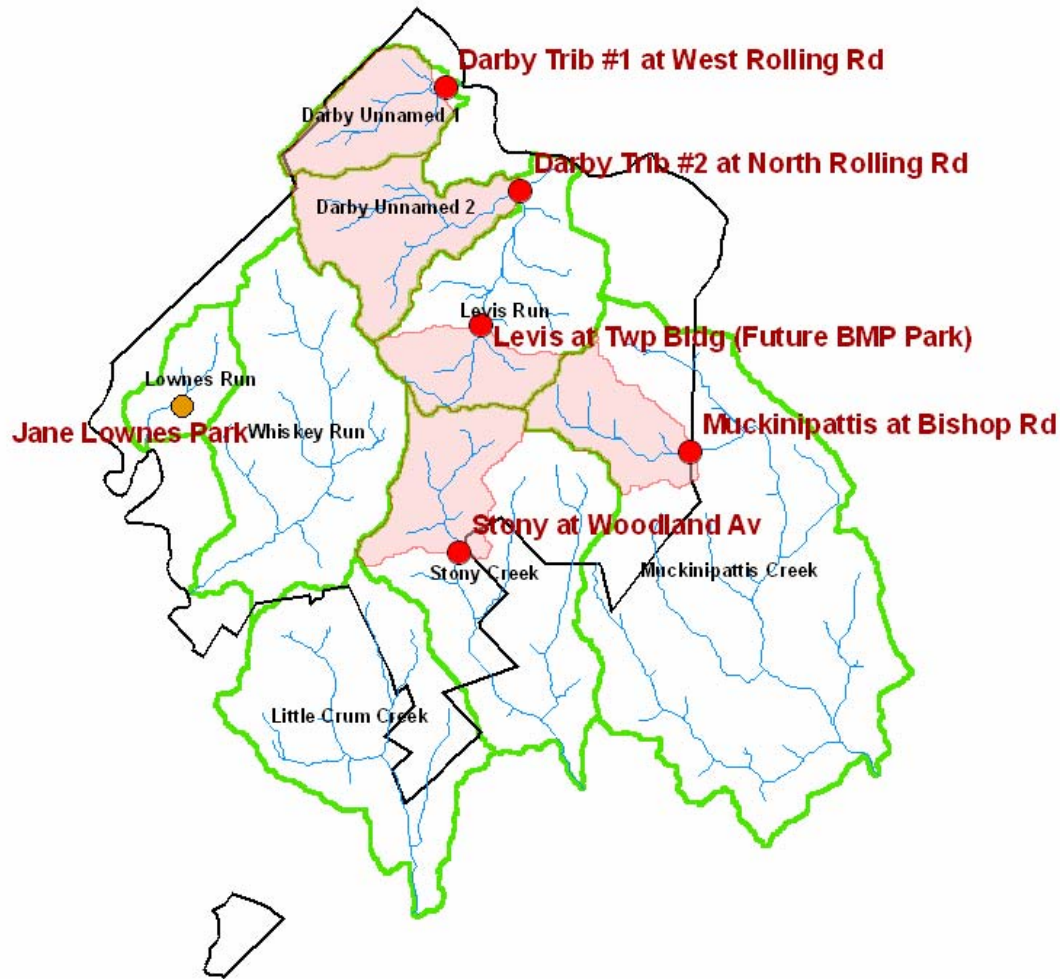 Darby Trib #1 at West Rolling Rd
Darby Unnamed 1
Darby Trib #2 at North Rolling Rd
Darby Unnamed 2
Levis Run
Levis at Twp Bldg (Future BMP Park)
Lownes Run
Jane Lownes Park
Whiskey Run
Muckinipattis at Bishop Rd
Stony at Woodland Av
Stony Creek
Muckinipattis Creek
Little Crum Creek